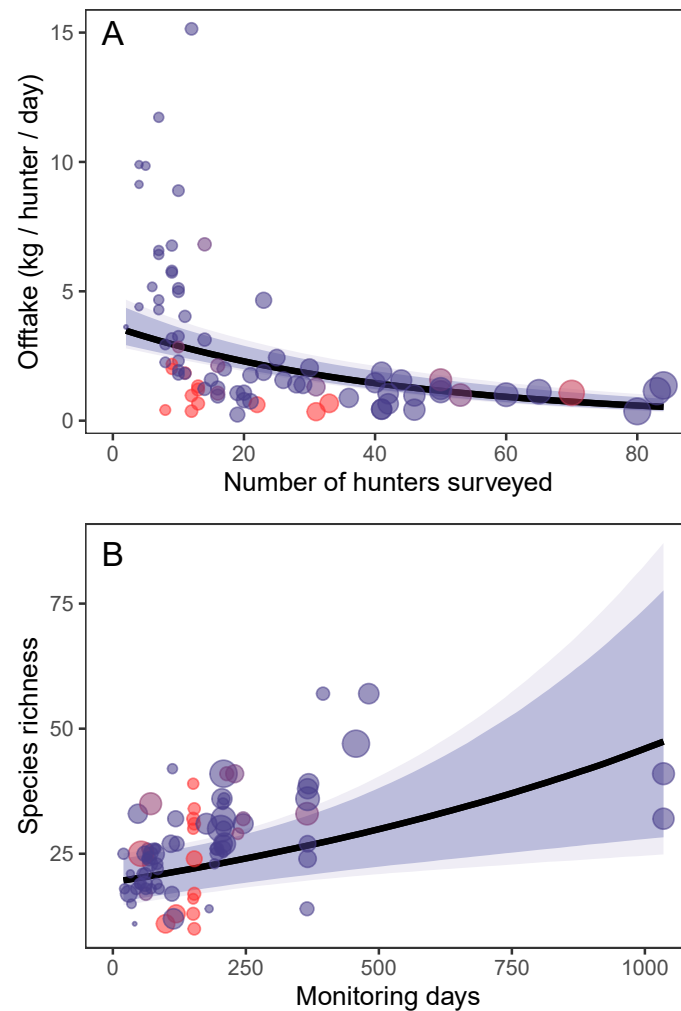 A
15
10
5
0
Offtake (kg / hunter / day)
0 20 40 60 80
Number of hunters surveyed
B
75
50
25
Species richness
0 250 500 750 1000
Monitoring days